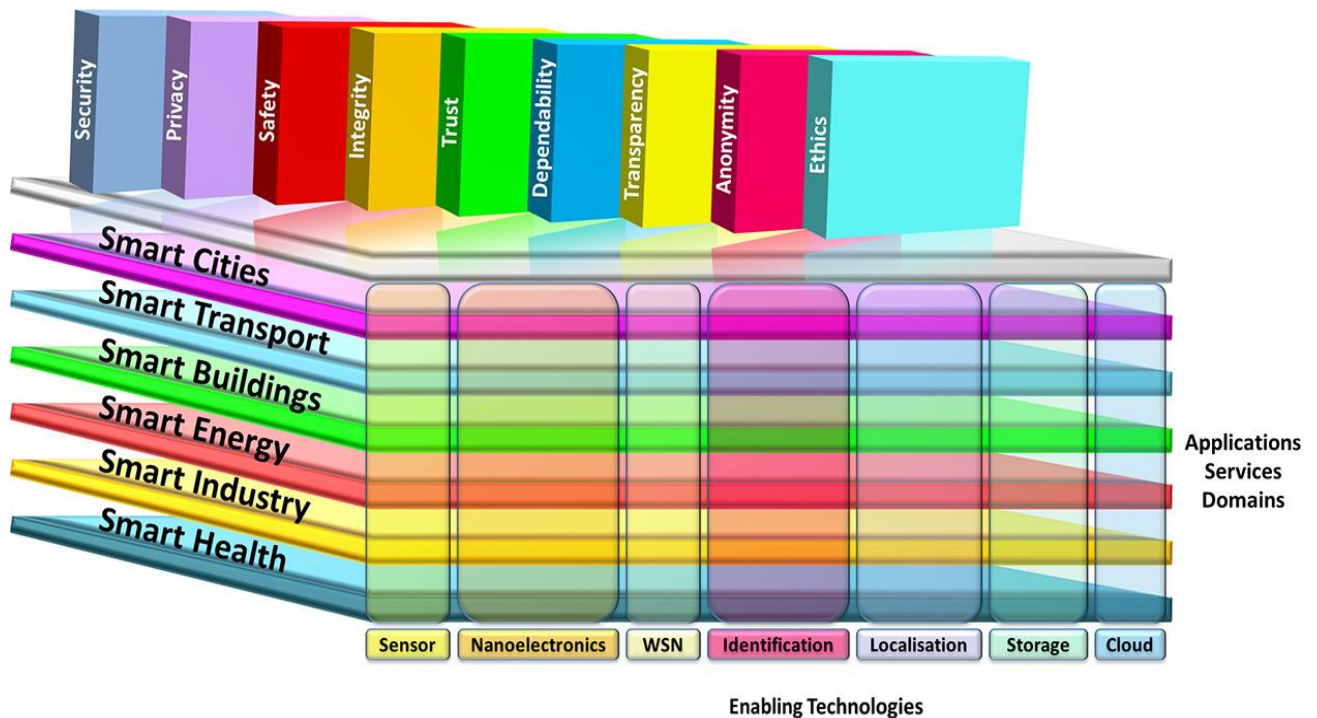 Security
Privacy
Safety
Integrity
Trust
Dependability
Transparency
Anonymity
Ethics
Smart Cities
Smart Transport
Smart Buildings
Smart Energy
Smart Industry
Smart Health
Applications
Services
Domains
Sensor
Nanoelectronics
WSN
Identification
Localisation
Storage
Cloud
Enabling Technologies